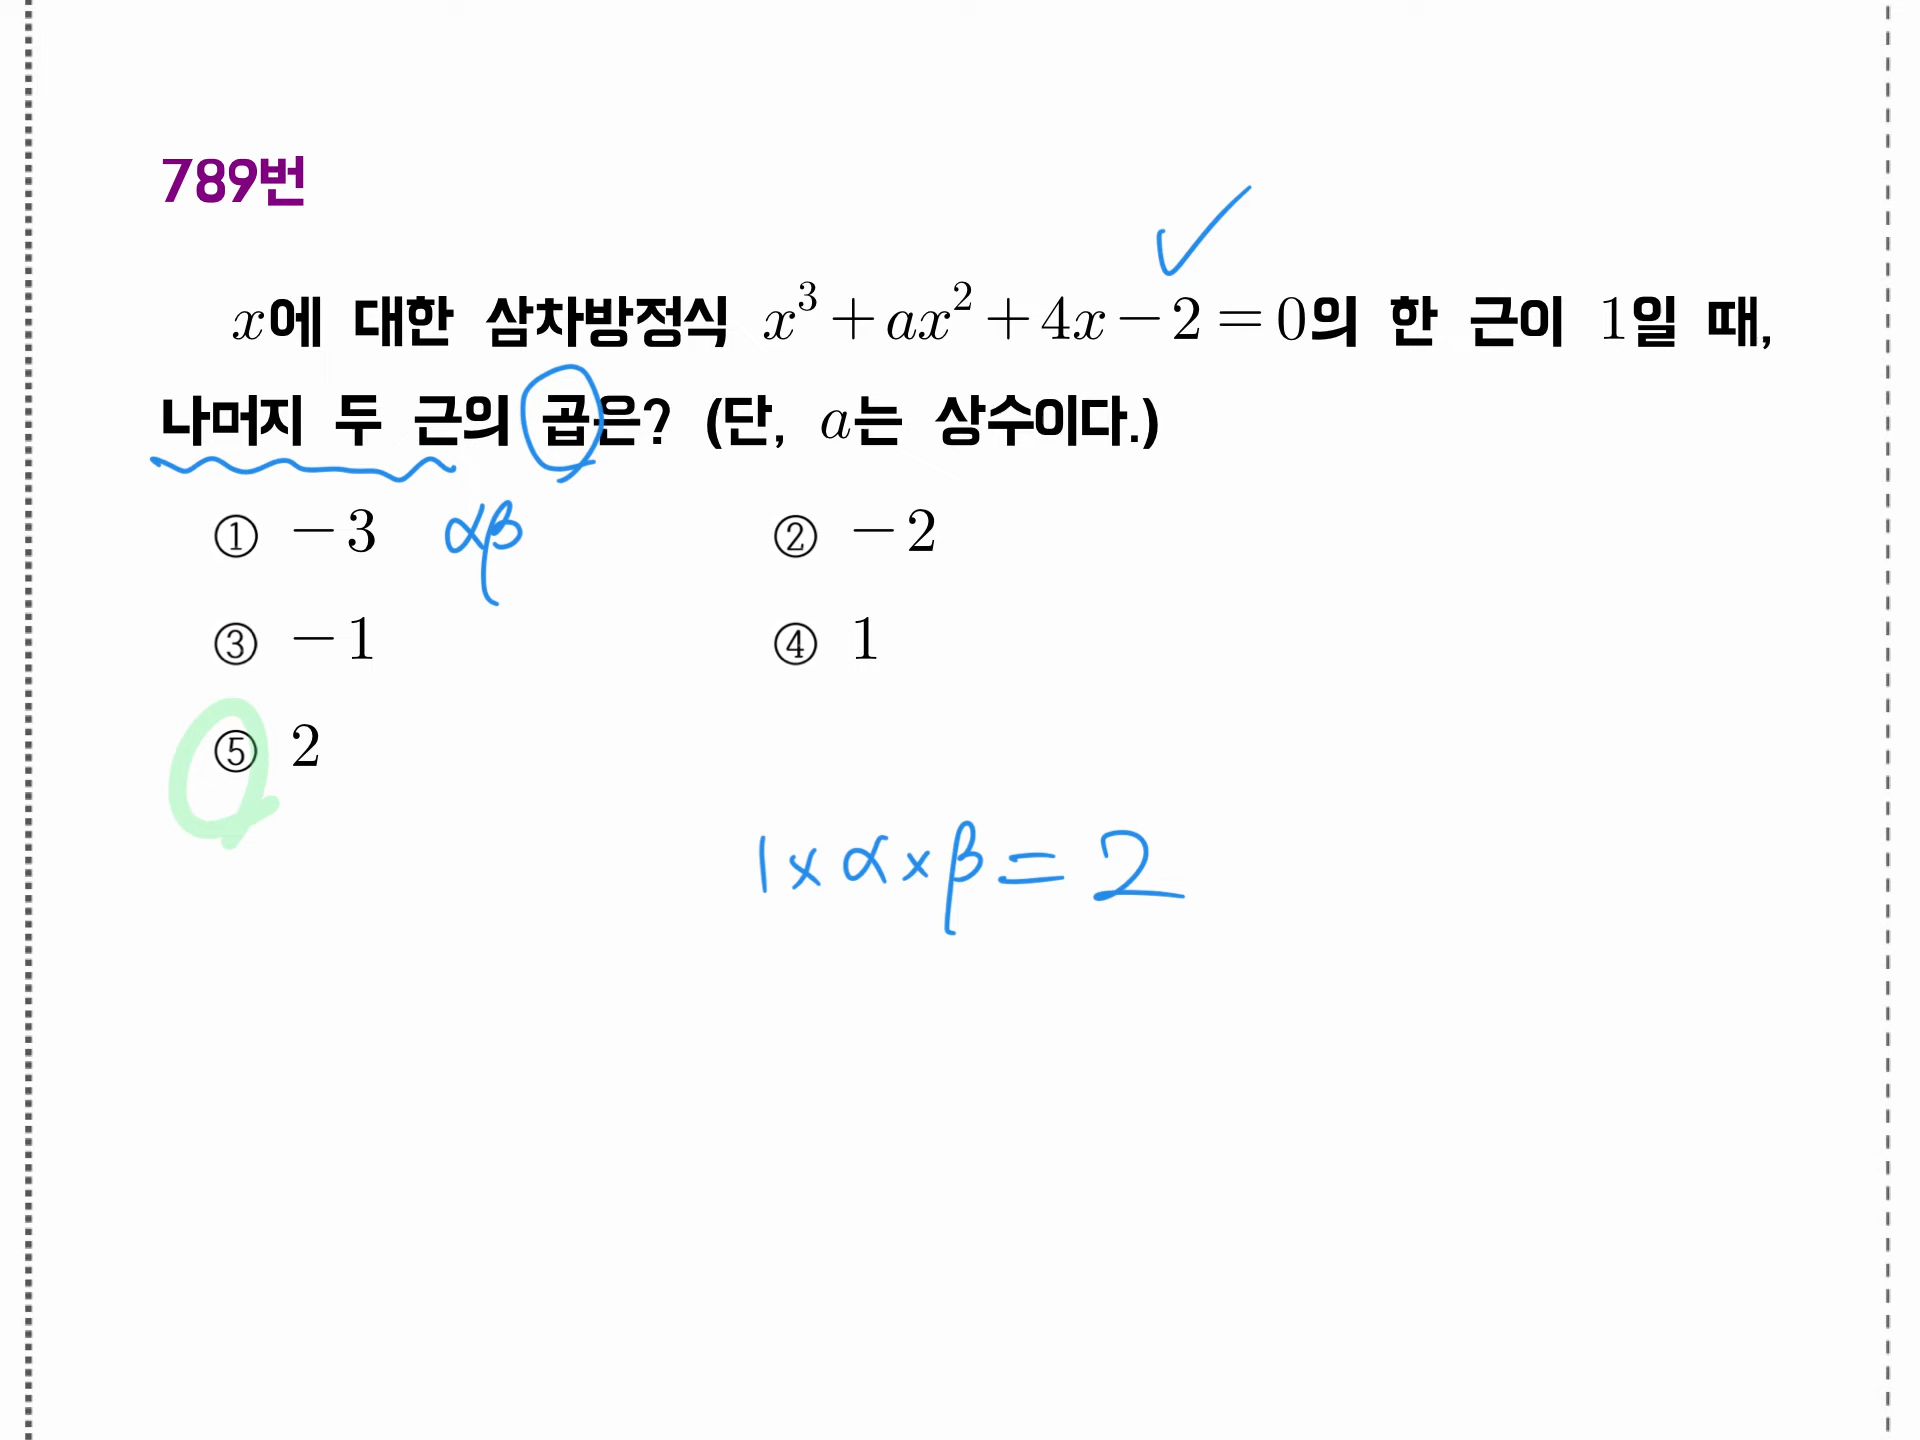 789번
x에 대한 삼차방정식 x³+ax²+4x-2=0의 한 근이 1일 때,
나머지 두 근의 곱은? (단, a는 상수이다.)
① -3 αβ ② -2
③ -1 ④ 1
⑤ 2
1×α×β=2